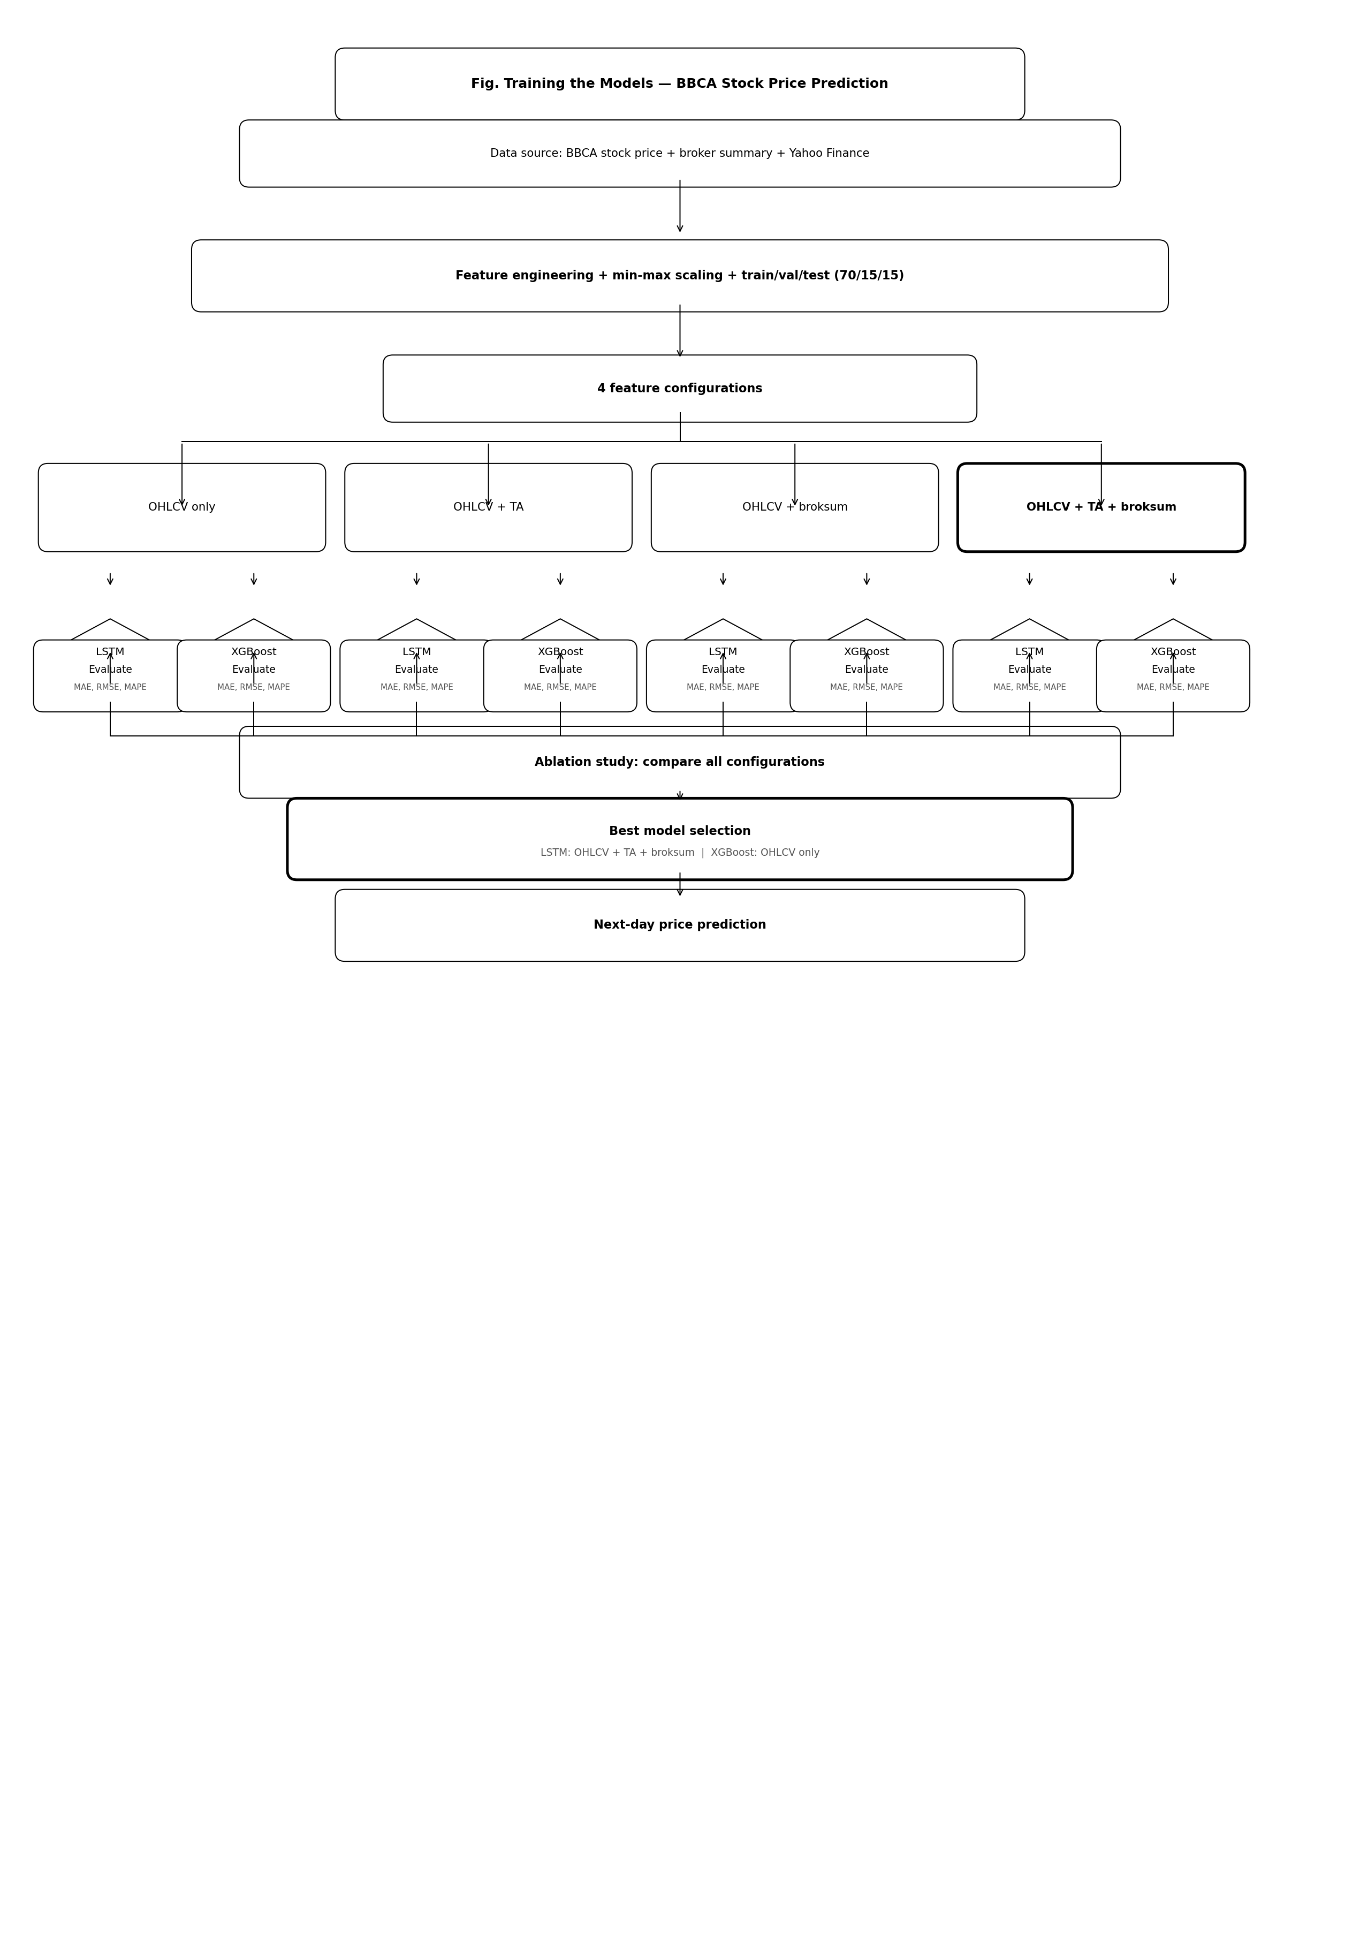 Fig. Training the Models — BBCA Stock Price Prediction
Data source: BBCA stock price + broker summary + Yahoo Finance
Feature engineering + min-max scaling + train/val/test (70/15/15)
4 feature configurations
OHLCV only
OHLCV + TA
OHLCV + broksum
OHLCV + TA + broksum
LSTM
Evaluate
MAE, RMSE, MAPE
XGBoost
Evaluate
MAE, RMSE, MAPE
LSTM
Evaluate
MAE, RMSE, MAPE
XGBoost
Evaluate
MAE, RMSE, MAPE
LSTM
Evaluate
MAE, RMSE, MAPE
XGBoost
Evaluate
MAE, RMSE, MAPE
LSTM
Evaluate
MAE, RMSE, MAPE
XGBoost
Evaluate
MAE, RMSE, MAPE
Ablation study: compare all configurations
Best model selection
LSTM: OHLCV + TA + broksum | XGBoost: OHLCV only
Next-day price prediction